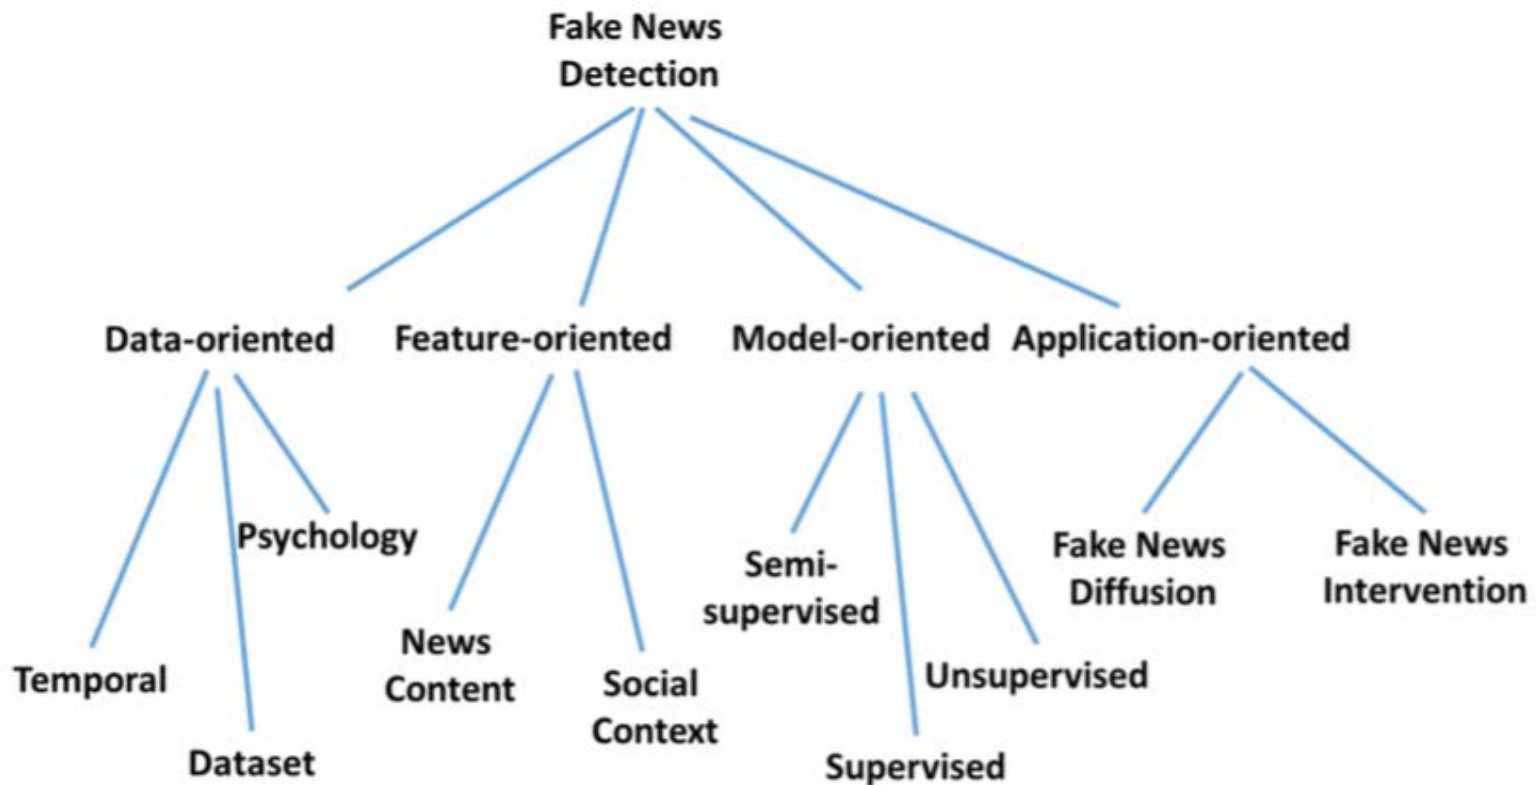 Fake News
Detection
Data-oriented
Feature-oriented
Model-oriented
Application-oriented
Psychology
Temporal
Dataset
News
Content
Social
Context
Semi-
supervised
Unsupervised
Supervised
Fake News
Diffusion
Fake News
Intervention